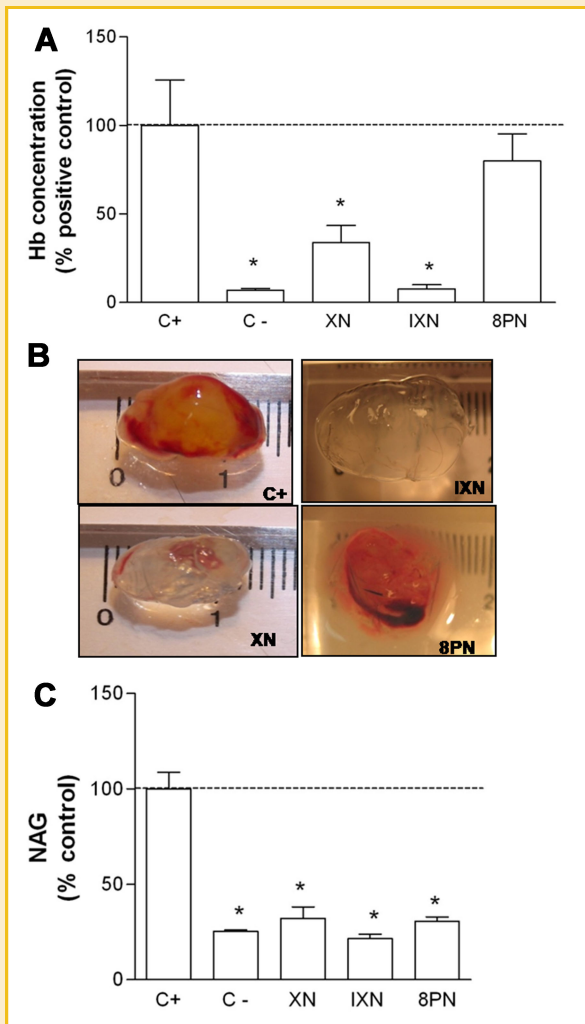 A
150
100
50
0
Hb concentration
(% positive control)
*
*
*
C+ C - XN IXN 8PN
B
0 1
C+
IXN
0 1
XN
8PN
C
150
100
50
0
NAG
(% control)
* * * *
C+ C - XN IXN 8PN